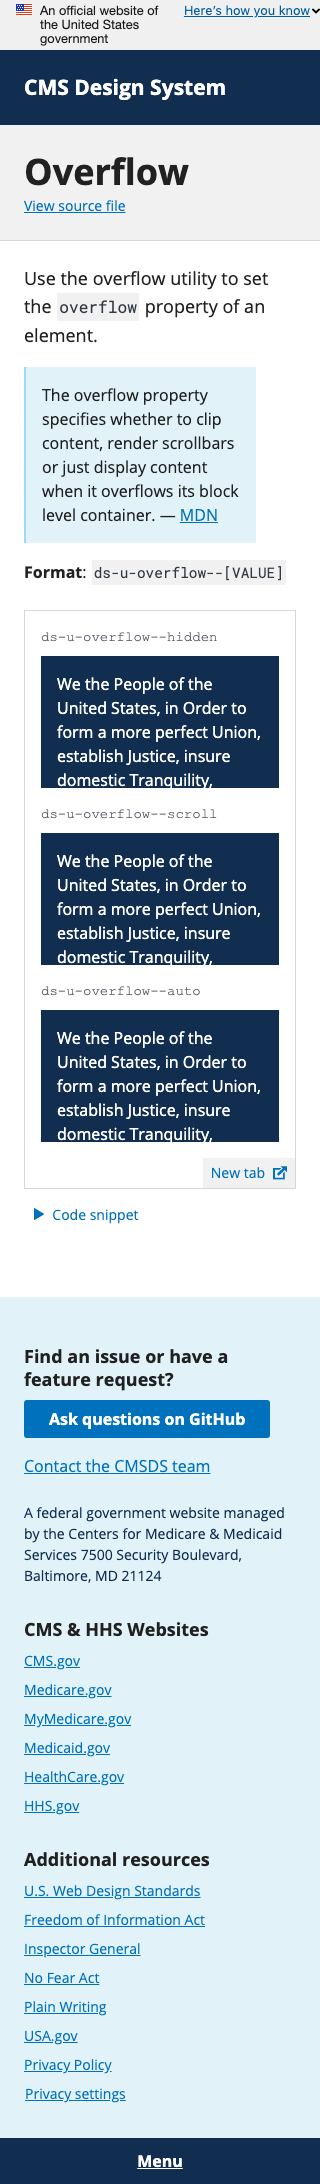 An official website of
the United States
government
Here's how you know
CMS Design System
Overflow
View source file
Use the overflow utility to set
the overflow property of an
element.
The overflow property
specifies whether to clip
content, render scrollbars
or just display content
when it overflows its block
level container. — MDN
Format: ds-u-overflow--[VALUE]
ds-u-overflow--hidden
We the People of the
United States, in Order to
form a more perfect Union,
establish Justice, insure
domestic Tranquility,
ds-u-overflow--scroll
We the People of the
United States, in Order to
form a more perfect Union,
establish Justice, insure
domestic Tranquility,
ds-u-overflow--auto
We the People of the
United States, in Order to
form a more perfect Union,
establish Justice, insure
domestic Tranquility,
New tab
Code snippet
Find an issue or have a
feature request?
Ask questions on GitHub
Contact the CMSDS team
A federal government website managed
by the Centers for Medicare & Medicaid
Services 7500 Security Boulevard,
Baltimore, MD 21124
CMS & HHS Websites
CMS.gov
Medicare.gov
MyMedicare.gov
Medicaid.gov
HealthCare.gov
HHS.gov
Additional resources
U.S. Web Design Standards
Freedom of Information Act
Inspector General
No Fear Act
Plain Writing
USA.gov
Privacy Policy
Privacy settings
Menu